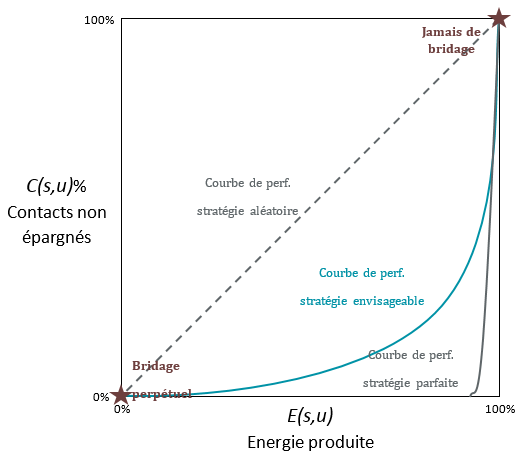 100%
Jamais de
bridage
Courbe de perf.
stratégie aléatoire
C(s,u)%
Contacts non
épargnés
Courbe de perf.
stratégie envisageable
Courbe de perf.
stratégie parfaite
Bridage
perpétuel
0%
0%
E(s,u)
100%
Energie produite